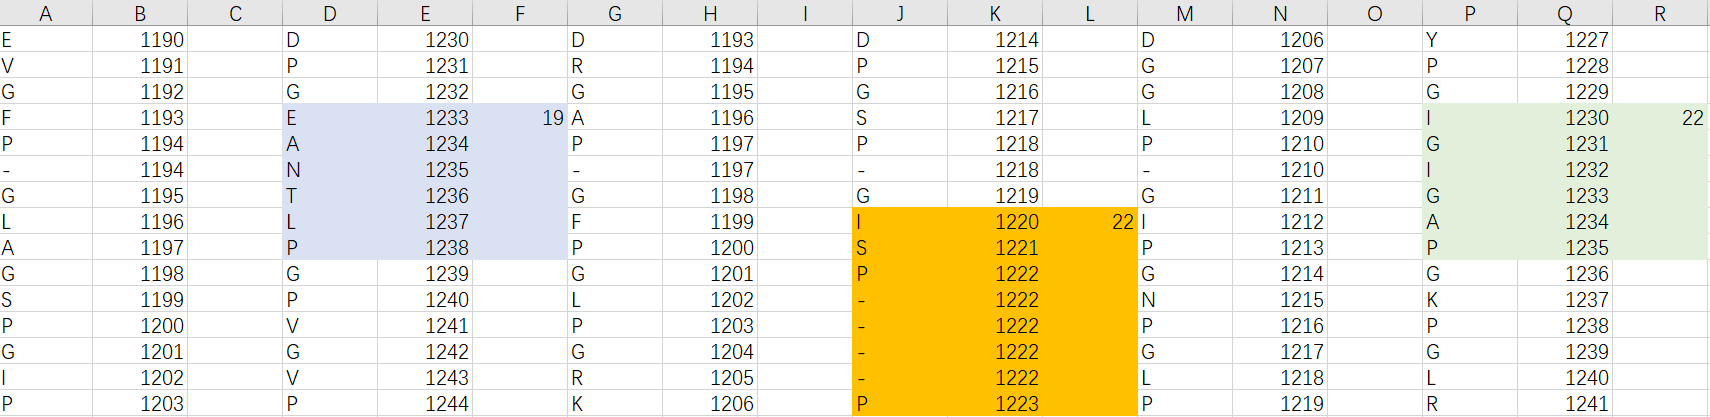 A B C D E F G H I J K L M N O P Q R
E 1190 D 1230 D 1193 D 1214 D 1206 Y 1227
V 1191 P 1231 R 1194 P 1215 G 1207 P 1228
G 1192 G 1232 G 1195 G 1216 G 1208 G 1229
F 1193 E 1233 19 A 1196 S 1217 L 1209 I 1230 22
P 1194 A 1234 P 1197 P 1218 P 1210 G 1231
- 1194 N 1235 - 1197 - 1218 - 1210 I 1232
G 1195 T 1236 G 1198 G 1219 G 1211 G 1233
L 1196 L 1237 F 1199 I 1220 22 I 1212 A 1234
A 1197 P 1238 P 1200 S 1221 P 1213 P 1235
G 1198 G 1239 G 1201 P 1222 G 1214 G 1236
S 1199 P 1240 L 1202 - 1222 N 1215 K 1237
P 1200 V 1241 P 1203 - 1222 P 1216 P 1238
G 1201 G 1242 G 1204 - 1222 G 1217 G 1239
I 1202 V 1243 R 1205 - 1222 L 1218 L 1240
P 1203 P 1244 K 1206 P 1223 P 1219 R 1241